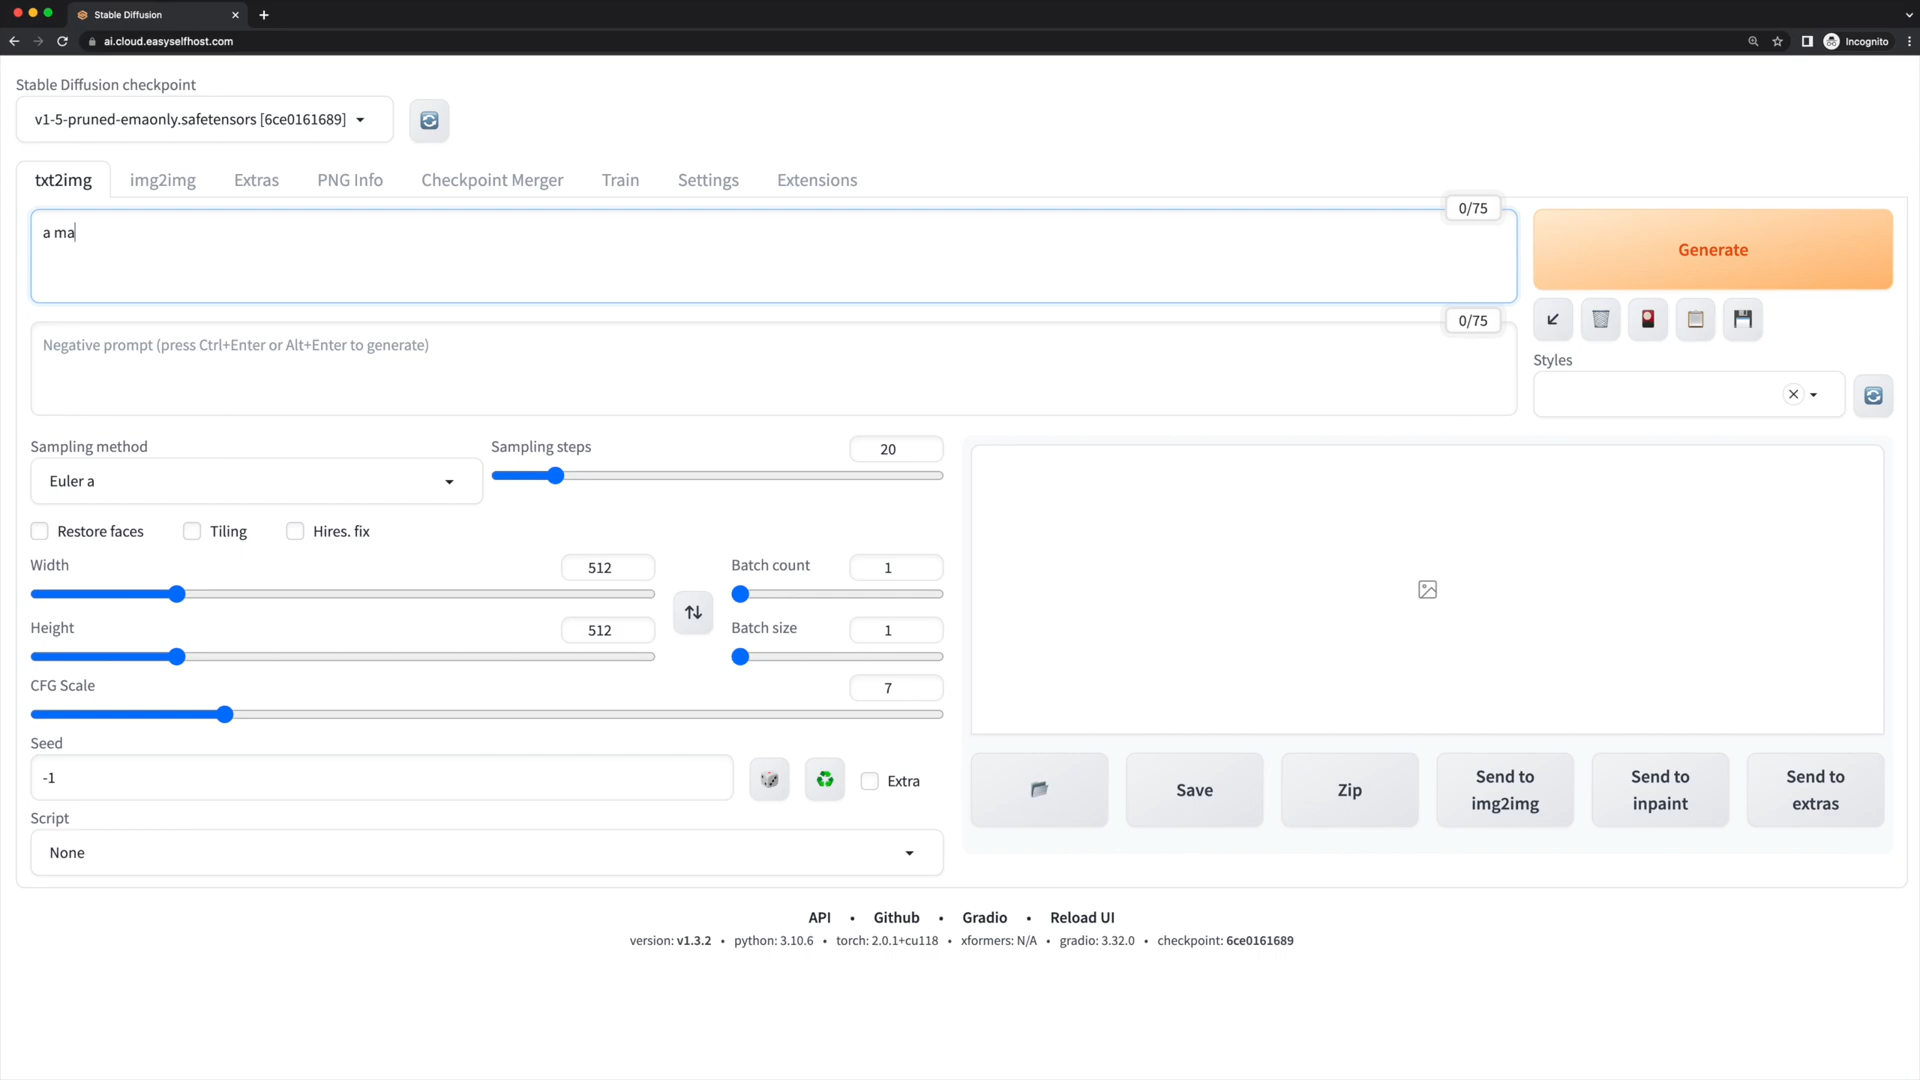 Stable Diffusion
ai.cloud.easyselfhost.com
Incognito
Stable Diffusion checkpoint
v1-5-pruned-emaonly.safetensors [6ce0161689]
txt2img img2img Extras PNG Info Checkpoint Merger Train Settings Extensions
0/75
a ma
Generate
0/75
Negative prompt (press Ctrl+Enter or Alt+Enter to generate)
Styles
Sampling method
Euler a
Sampling steps
20
Restore faces Tiling Hires. fix
Width
512
Batch count
1
Height
512
Batch size
1
CFG Scale
7
Seed
-1
Extra
Script
None
Save
Zip
Send to
img2img
Send to
inpaint
Send to
extras
API • Github • Gradio • Reload UI
version: v1.3.2 • python: 3.10.6 • torch: 2.0.1+cu118 • xformers: N/A • gradio: 3.32.0 • checkpoint: 6ce0161689